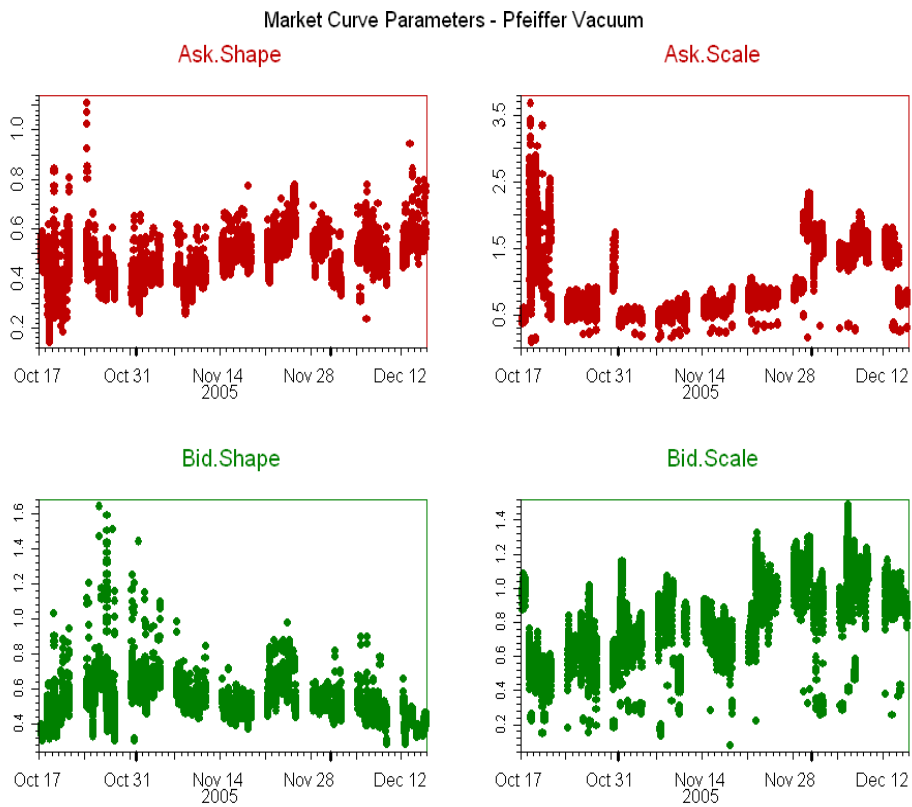 Market Curve Parameters - Pfeiffer Vacuum
Ask.Shape
Ask.Scale
1.0
0.8
0.6
0.4
0.2
Oct 17
Oct 31
Nov 14
Nov 28
Dec 12
2005
3.5
2.5
1.5
0.5
Oct 17
Oct 31
Nov 14
Nov 28
Dec 12
2005
Bid.Shape
Bid.Scale
1.6
1.4
1.2
1.0
0.8
0.6
0.4
Oct 17
Oct 31
Nov 14
Nov 28
Dec 12
2005
1.4
1.2
1.0
0.8
0.6
0.4
0.2
Oct 17
Oct 31
Nov 14
Nov 28
Dec 12
2005